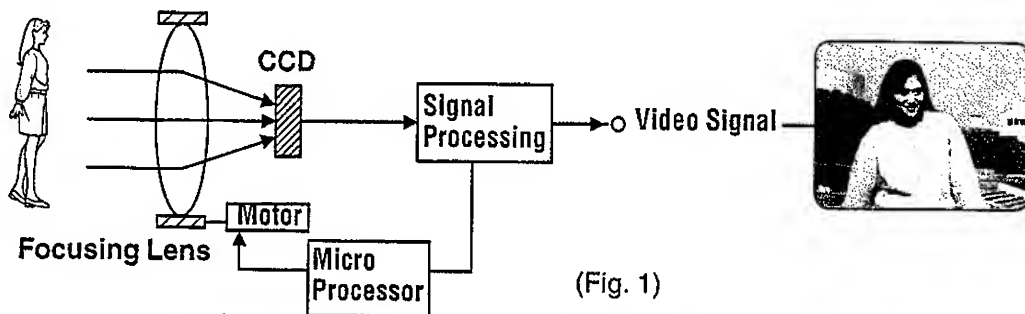 CCD
Signal
Processing
Video Signal
Motor
Focusing Lens
Micro
Processor
(Fig. 1)